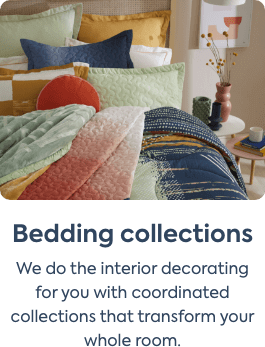 Bedding collections
We do the interior decorating
for you with coordinated
collections that transform your
whole room.